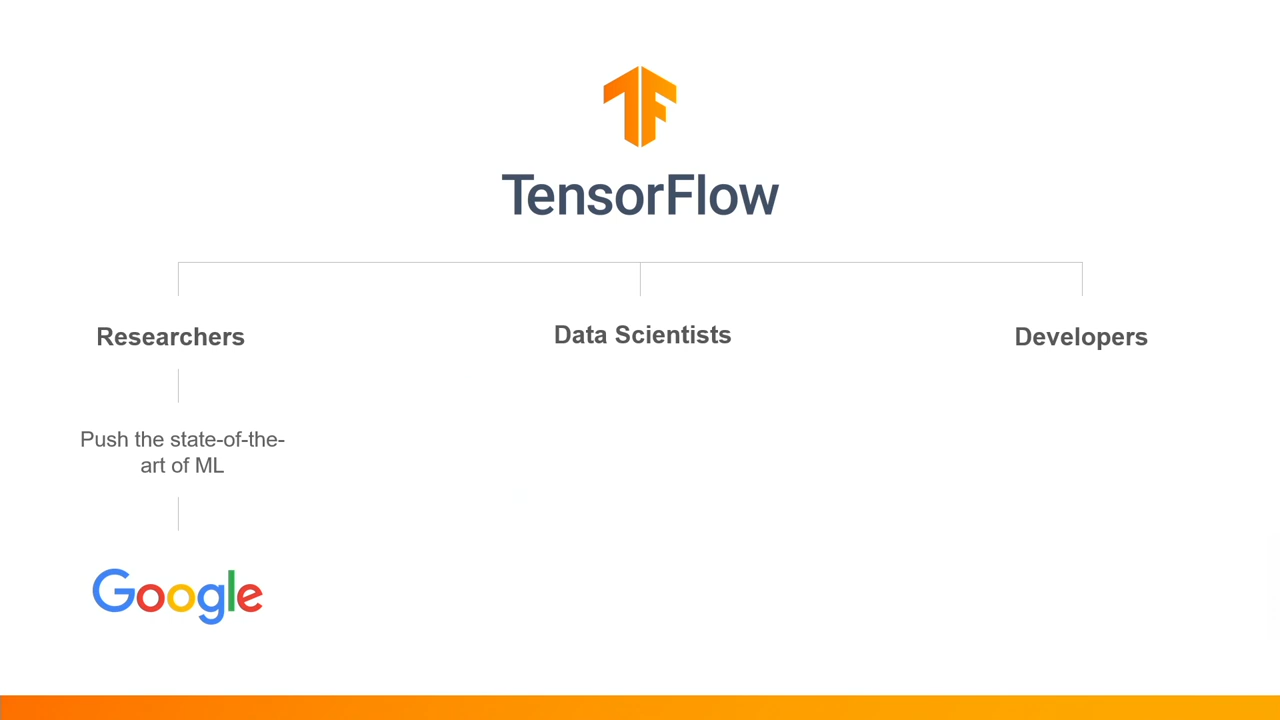 TensorFlow
Researchers
Data Scientists
Developers
Push the state-of-the-
art of ML
Google